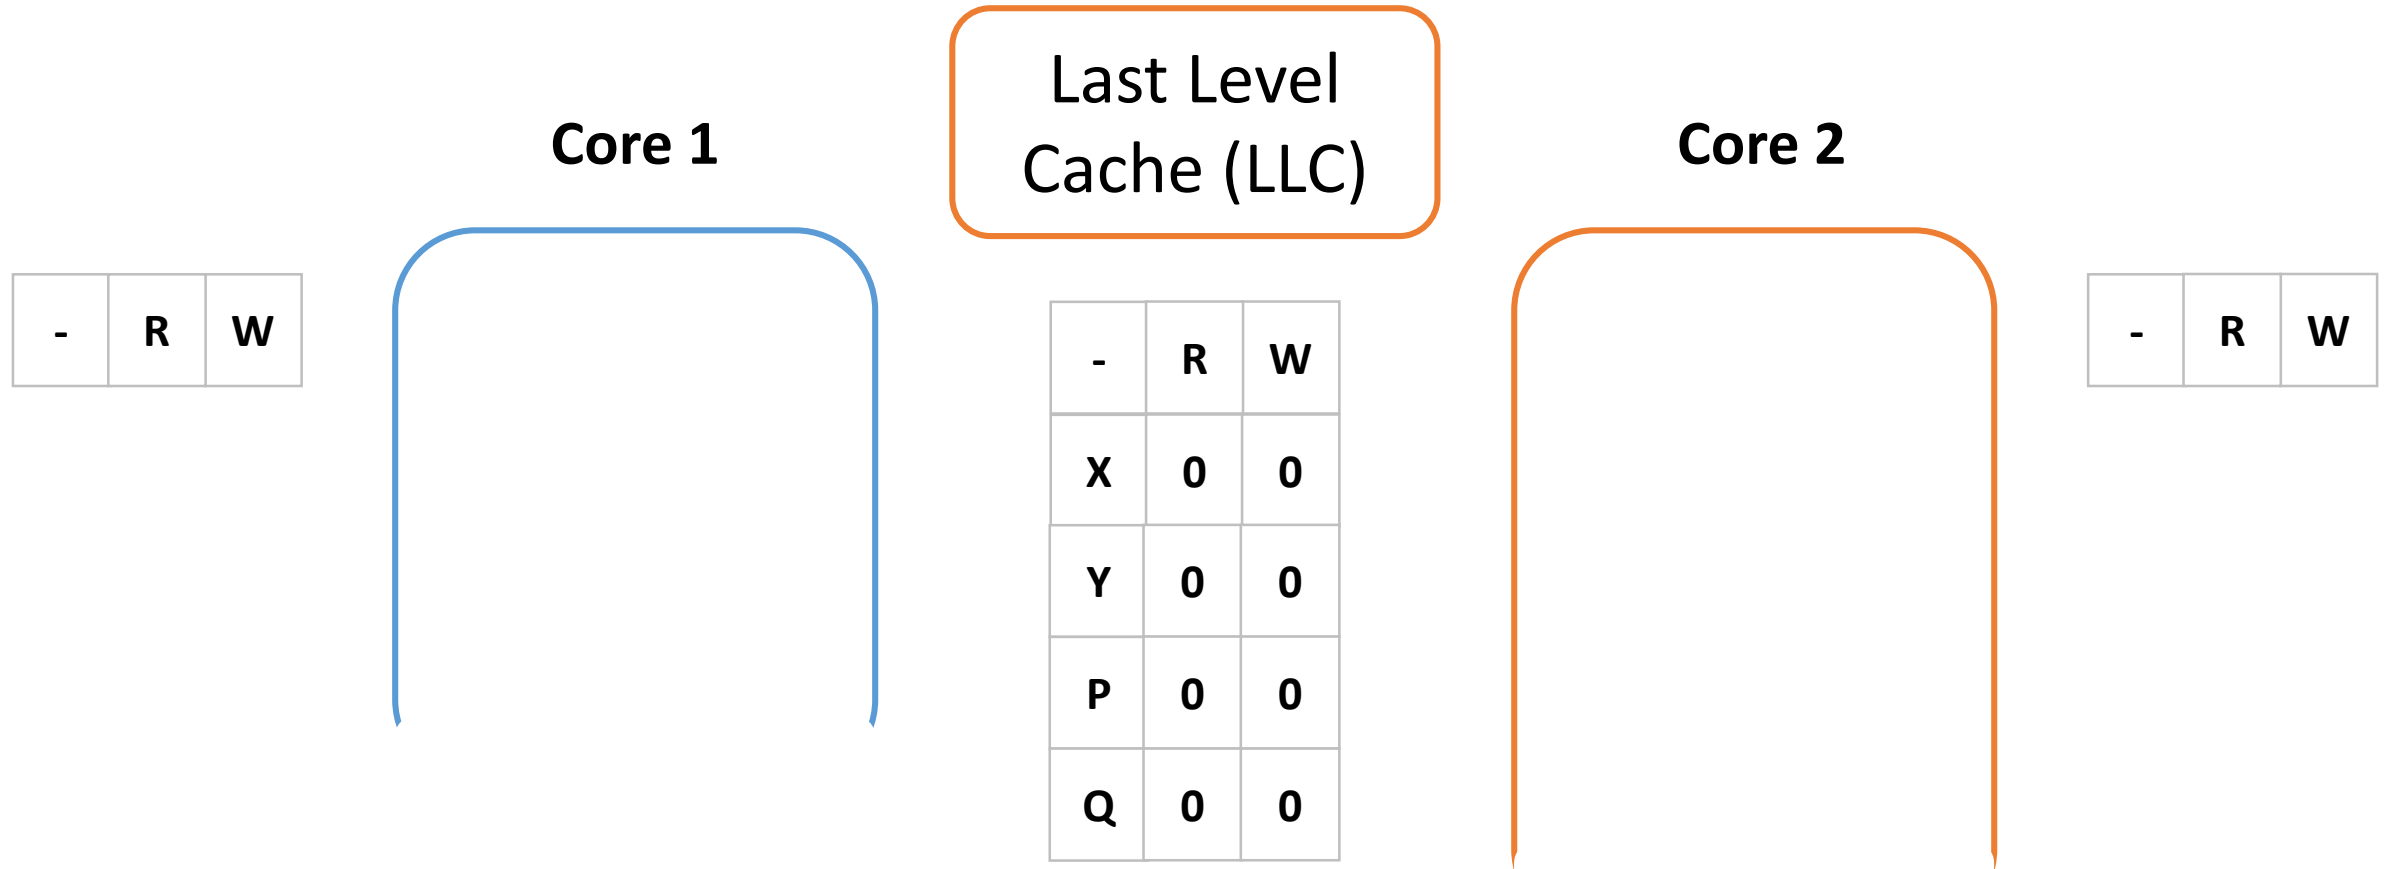 Last Level
Cache (LLC)
Core 1
Core 2
- R W
- R W
- R W
X 0 0
Y 0 0
P 0 0
Q 0 0